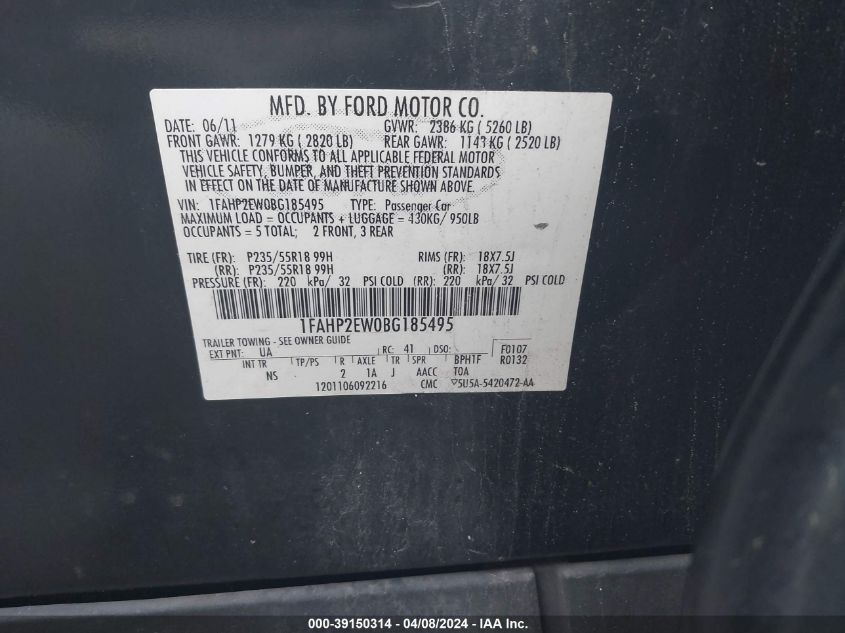 MFD. BY FORD MOTOR CO.
DATE: 06/11 GVWR: 2386 KG ( 5260 LB)
FRONT GAWR: 1279 KG ( 2820 LB) REAR GAWR: 1143 KG ( 2520 LB)
THIS VEHICLE CONFORMS TO ALL APPLICABLE FEDERAL MOTOR
VEHICLE SAFETY, BUMPER, AND THEFT PREVENTION STANDARDS
IN EFFECT ON THE DATE OF MANUFACTURE SHOWN ABOVE.
VIN: 1FAHP2EW0BG185495 TYPE: Passenger Car
MAXIMUM LOAD = OCCUPANTS + LUGGAGE = 430KG/ 950LB
OCCUPANTS = 5 TOTAL; 2 FRONT, 3 REAR
TIRE (FR): P235/55R18 99H RIMS (FR): 18X7.5J
(RR): P235/55R18 99H (RR): 18X7.5J
PRESSURE (FR): 220 kPa/ 32 PSI COLD (RR): 220 kPa/ 32 PSI COLD
1FAHP2EW0BG185495
TRAILER TOWING - SEE OWNER GUIDE
EXT PNT: UA RC: 41 DSO: F0107
INT TR TP/PS R AXLE TR SPR BPH1F R0132
NS 2 1A J AACC TOA
1201106092216 CMC 5U5A-5420472-AA
000-39150314 - 04/08/2024 - IAA Inc.